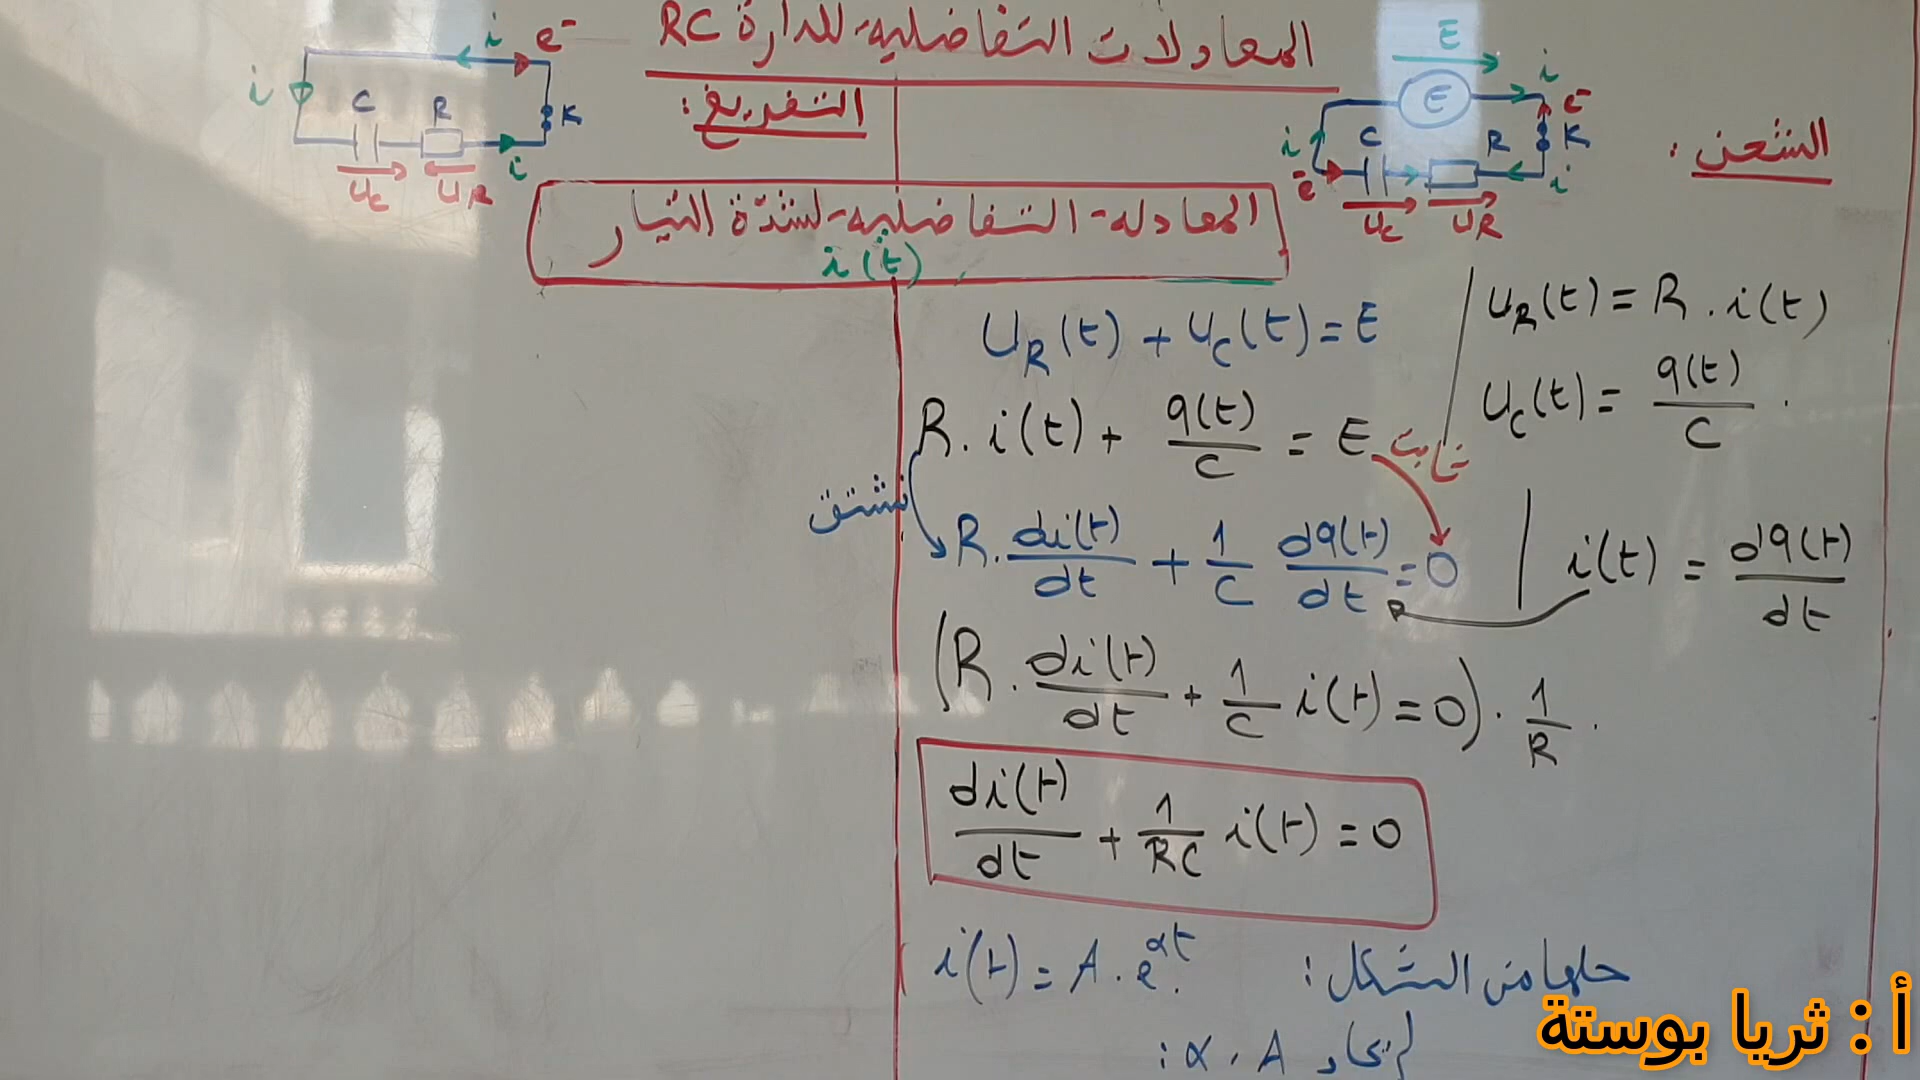 المعادلات التفاضلية للدارة RC
الشحن :
E
E
i
e-
K
i
C
R
i
e-
Uc
UR
التفريغ :
i
e-
i
C
R
K
i
Uc
UR
المعادلة التفاضلية لشدّة التيار
i(t)
UR(t) + Uc(t) = E
UR(t) = R . i(t)
R . i(t) + q(t)/C = E ثابت
Uc(t) = q(t)/C
نشتق
R . di(t)/dt + 1/C dq(t)/dt = 0
i(t) = dq(t)/dt
(R . di(t)/dt + 1/C i(t) = 0) . 1/R
di(t)/dt + 1/RC i(t) = 0
حلها من الشكل : i(t) = A . e^αt
إيجاد A ، α :
أ : ثريا بوستة